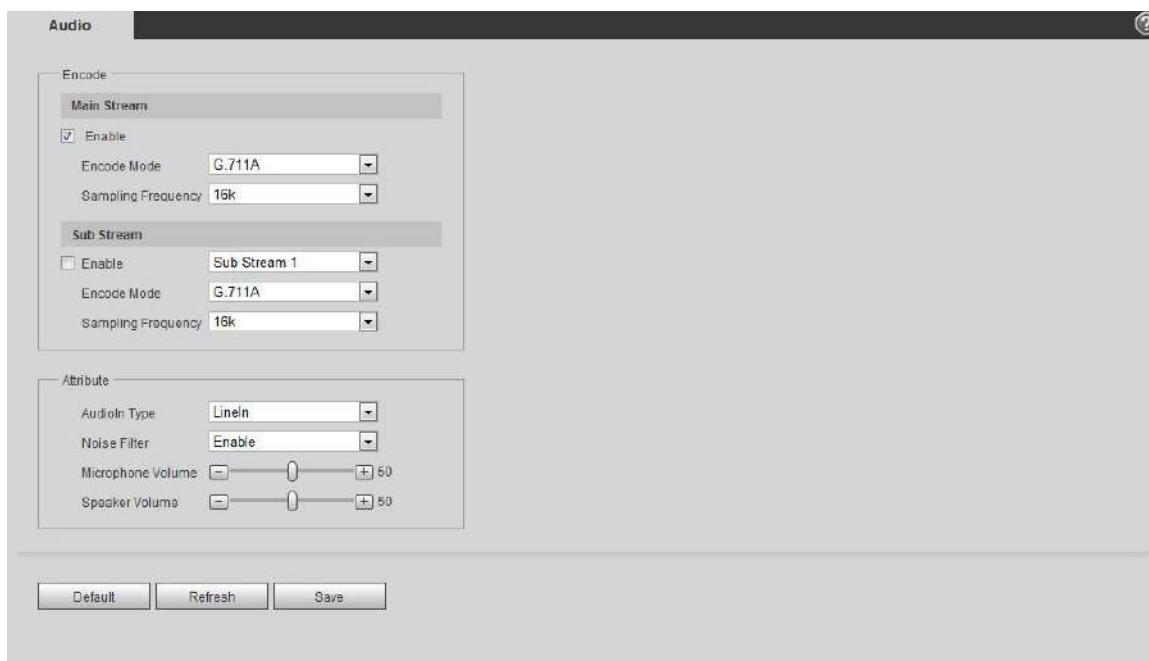 Audio
?
Encode
Main Stream
Enable
Encode Mode G.711A
Sampling Frequency 16k
Sub Stream
Enable Sub Stream 1
Encode Mode G.711A
Sampling Frequency 16k
Attribute
AudioIn Type LineIn
Noise Filter Enable
Microphone Volume - + 50
Speaker Volume - + 50
Default Refresh Save